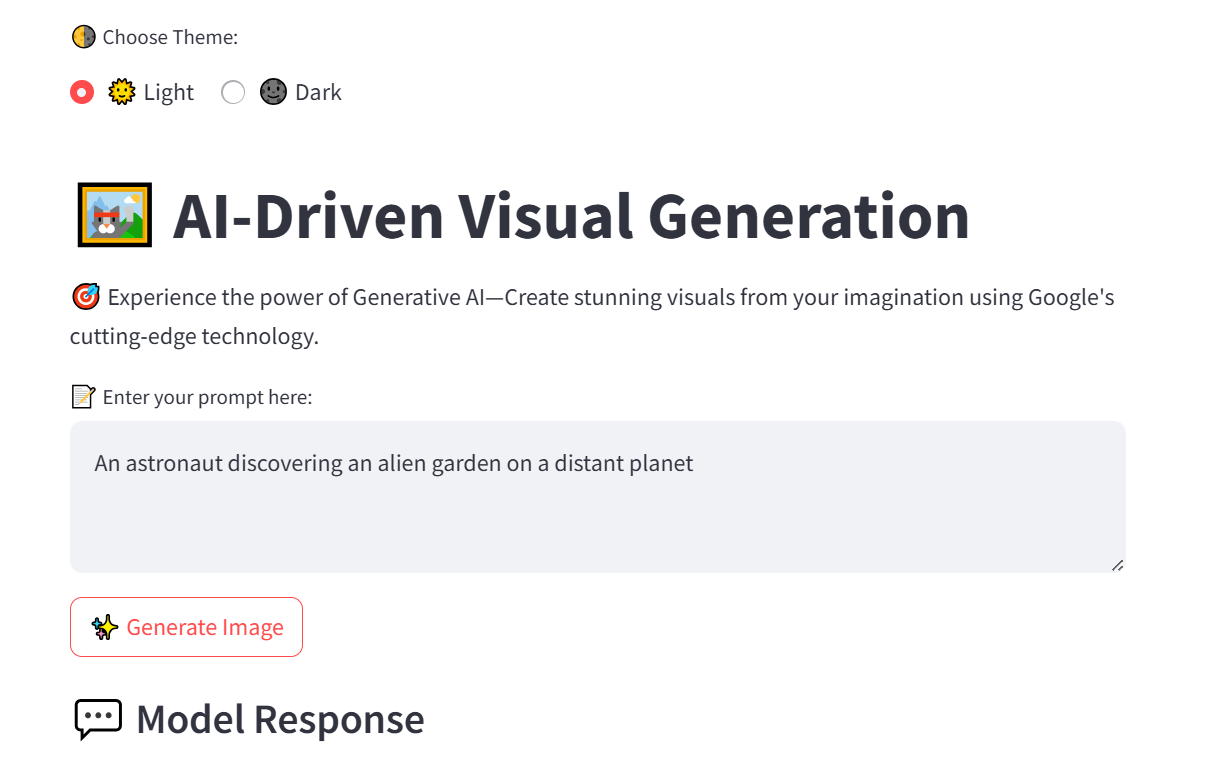 🌗 Choose Theme:
🌞 Light 🌚 Dark
🖼️ AI-Driven Visual Generation
🎯 Experience the power of Generative AI—Create stunning visuals from your imagination using Google's
cutting-edge technology.
📝 Enter your prompt here:
An astronaut discovering an alien garden on a distant planet
✨ Generate Image
💬 Model Response